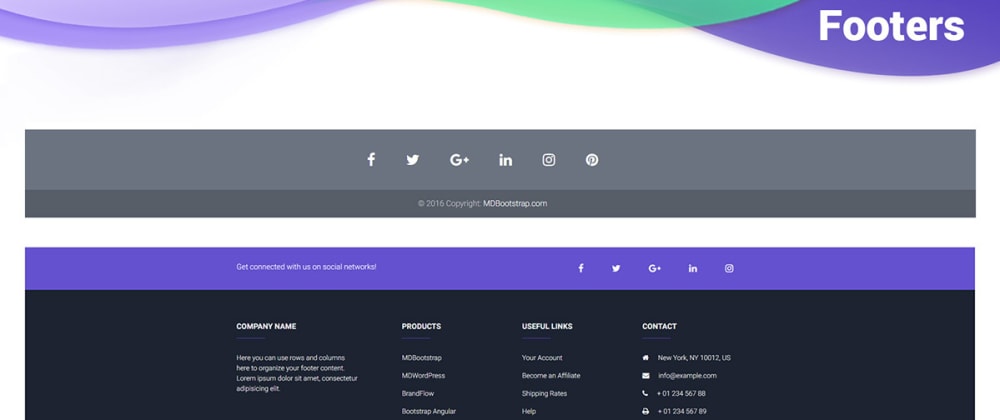 Footers
© 2016 Copyright: MDBootstrap.com
Get connected with us on social networks!
COMPANY NAME
Here you can use rows and columns
here to organize your footer content.
Lorem ipsum dolor sit amet, consectetur
adipisicing elit.
PRODUCTS
MDBootstrap
MDWordPress
BrandFlow
Bootstrap Angular
USEFUL LINKS
Your Account
Become an Affiliate
Shipping Rates
Help
CONTACT
New York, NY 10012, US
info@example.com
+ 01 234 567 88
+ 01 234 567 89